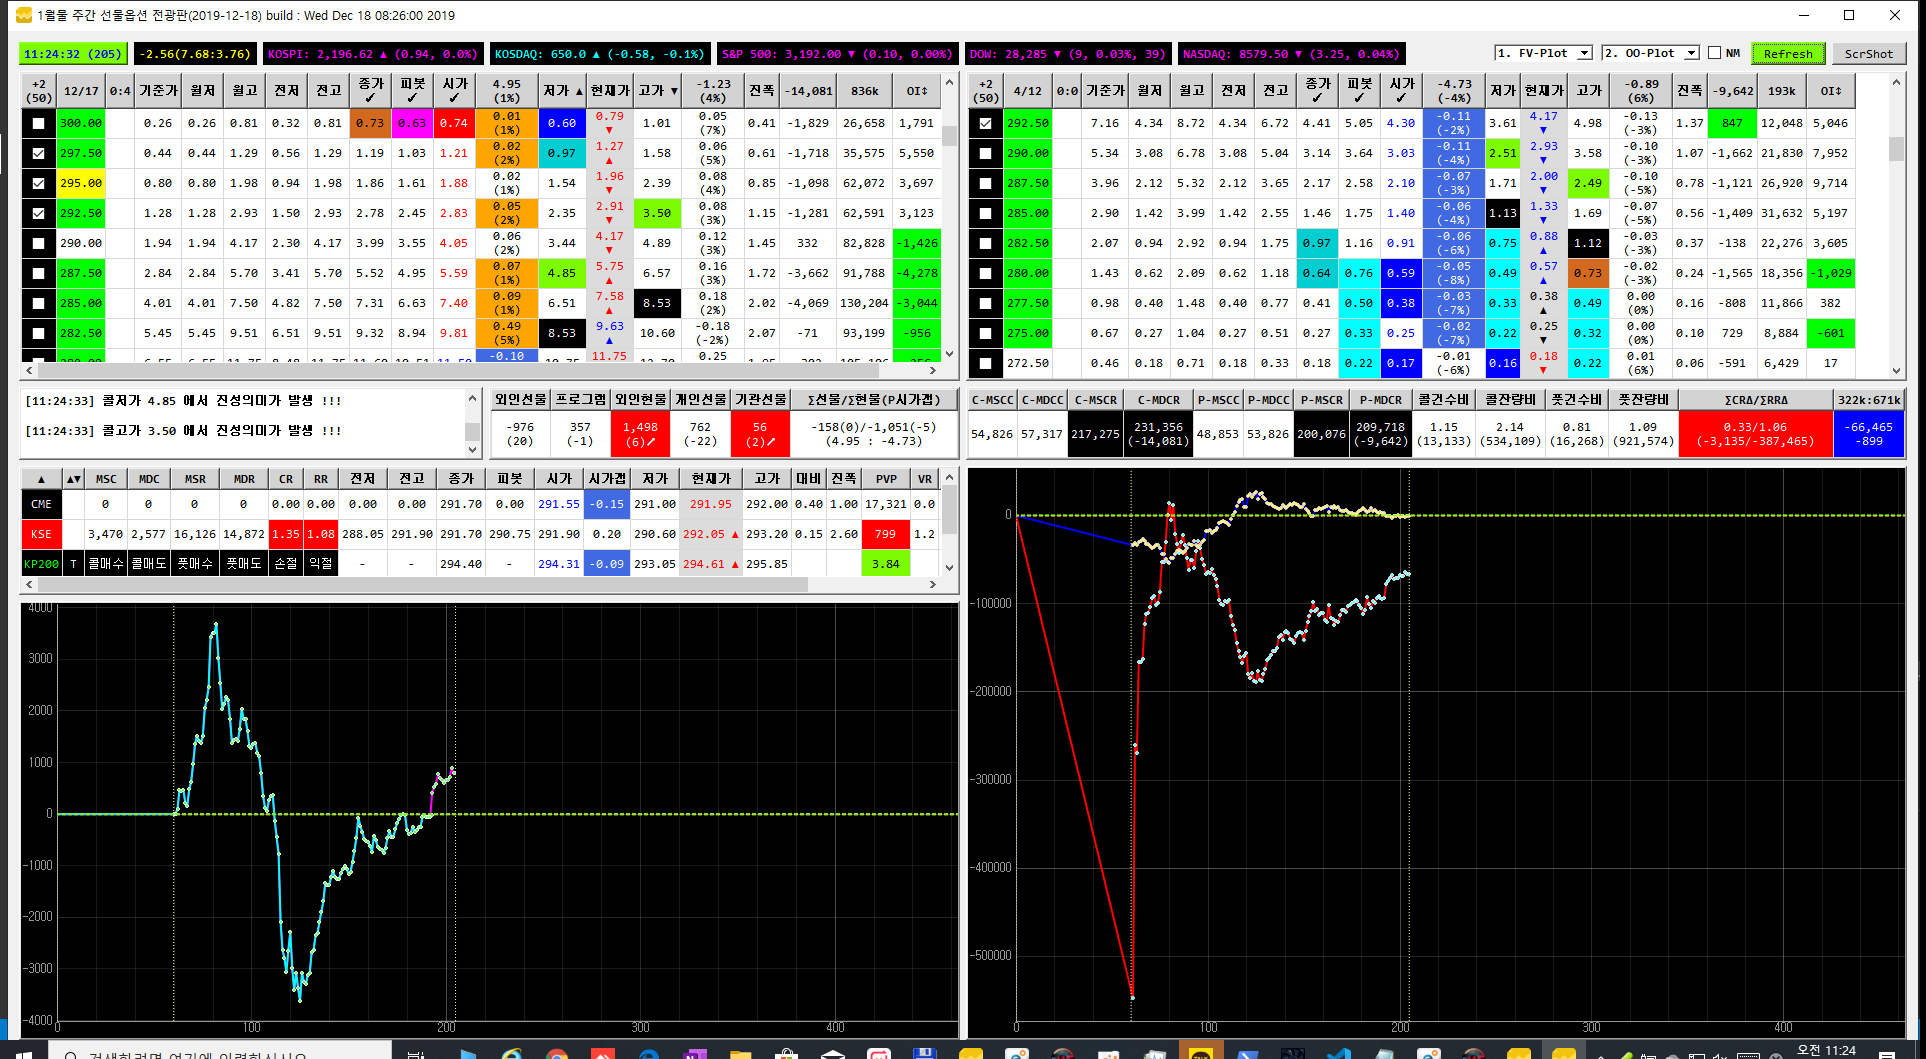 1월물 주간 선물옵션 전광판(2019-12-18) build : Wed Dec 18 08:26:00 2019
11:24:32 (205) -2.56(7.68:3.76) KOSPI: 2,196.62 ▲ (0.94, 0.0%) KOSDAQ: 650.0 ▲ (-0.58, -0.1%) S&P 500: 3,192.00 ▼ (0.10, 0.00%) DOW: 28,285 ▼ (9, 0.03%, 39) NASDAQ: 8579.50 ▼ (3.25, 0.04%) 1. FV-Plot 2. OO-Plot NM Refresh ScrShot
+2 (50) 12/17 0:4 기준가 월저 월고 전저 전고 종가 ✓ 피봇 ✓ 시가 ✓ 4.95 (1%) 저가 ▲ 현재가 고가 ▼ -1.23 (4%) 진폭 -14,081 836k OI↕
300.00 0.26 0.26 0.81 0.32 0.81 0.73 0.63 0.74 0.01 (1%) 0.60 0.79 ▼ 1.01 0.05 (7%) 0.41 -1,829 26,658 1,791
297.50 0.44 0.44 1.29 0.56 1.29 1.19 1.03 1.21 0.02 (2%) 0.97 1.27 ▲ 1.58 0.06 (5%) 0.61 -1,718 35,575 5,550
295.00 0.80 0.80 1.98 0.94 1.98 1.86 1.61 1.88 0.02 (1%) 1.54 1.96 ▼ 2.39 0.08 (4%) 0.85 -1,098 62,072 3,697
292.50 1.28 1.28 2.93 1.50 2.93 2.78 2.45 2.83 0.05 (2%) 2.35 2.91 ▼ 3.50 0.08 (3%) 1.15 -1,281 62,591 3,123
290.00 1.94 1.94 4.17 2.30 4.17 3.99 3.55 4.05 0.06 (2%) 3.44 4.17 ▼ 4.89 0.12 (3%) 1.45 332 82,828 -1,426
287.50 2.84 2.84 5.70 3.41 5.70 5.52 4.95 5.59 0.07 (1%) 4.85 5.75 ▲ 6.57 0.16 (3%) 1.72 -3,662 91,788 -4,278
285.00 4.01 4.01 7.50 4.82 7.50 7.31 6.63 7.40 0.09 (1%) 6.51 7.58 ▲ 8.53 0.18 (2%) 2.02 -4,069 130,204 -3,044
282.50 5.45 5.45 9.51 6.51 9.51 9.32 8.94 9.81 0.49 (5%) 8.53 9.63 ▲ 10.60 -0.18 (-2%) 2.07 -71 93,199 -956
-0.10 11.75 0.25
+2 (50) 4/12 0:0 기준가 월저 월고 전저 전고 종가 ✓ 피봇 ✓ 시가 ✓ -4.73 (-4%) 저가 현재가 고가 -0.89 (6%) 진폭 -9,642 193k OI↕
292.50 7.16 4.34 8.72 4.34 6.72 4.41 5.05 4.30 -0.11 (-2%) 3.61 4.17 ▼ 4.98 -0.13 (-3%) 1.37 847 12,048 5,046
290.00 5.34 3.08 6.78 3.08 5.04 3.14 3.64 3.03 -0.11 (-4%) 2.51 2.93 ▼ 3.58 -0.10 (-3%) 1.07 -1,662 21,830 7,952
287.50 3.96 2.12 5.32 2.12 3.65 2.17 2.58 2.10 -0.07 (-3%) 1.71 2.00 ▼ 2.49 -0.10 (-5%) 0.78 -1,121 26,920 9,714
285.00 2.90 1.42 3.99 1.42 2.55 1.46 1.75 1.40 -0.06 (-4%) 1.13 1.33 ▼ 1.69 -0.07 (-5%) 0.56 -1,409 31,632 5,197
282.50 2.07 0.94 2.92 0.94 1.75 0.97 1.16 0.91 -0.06 (-6%) 0.75 0.88 ▲ 1.12 -0.03 (-3%) 0.37 -138 22,276 3,605
280.00 1.43 0.62 2.09 0.62 1.18 0.64 0.76 0.59 -0.05 (-8%) 0.49 0.57 ▲ 0.73 -0.02 (-3%) 0.24 -1,565 18,356 -1,029
277.50 0.98 0.40 1.48 0.40 0.77 0.41 0.50 0.38 -0.03 (-7%) 0.33 0.38 ▲ 0.49 0.00 (0%) 0.16 -808 11,866 382
275.00 0.67 0.27 1.04 0.27 0.51 0.27 0.33 0.25 -0.02 (-7%) 0.22 0.25 ▼ 0.32 0.00 (0%) 0.10 729 8,884 -601
272.50 0.46 0.18 0.71 0.18 0.33 0.18 0.22 0.17 -0.01 (-6%) 0.16 0.18 ▼ 0.22 0.01 (6%) 0.06 -591 6,429 17
[11:24:33] 콜저가 4.85 에서 진성의미가 발생 !!!
[11:24:33] 콜고가 3.50 에서 진성의미가 발생 !!!
외인선물 프로그램 외인현물 개인선물 기관선물 Σ선물/Σ현물(P시가갭)
-976 (20) 357 (-1) 1,498 (6)↗ 762 (-22) 56 (2)↗ -158(0)/-1,051(-5) (4.95 : -4.73)
C-MSCC C-MDCC C-MSCR C-MDCR P-MSCC P-MDCC P-MSCR P-MDCR 콜건수비 콜잔량비 풋건수비 풋잔량비 ΣCRΔ/ΣRRΔ 322k:671k
54,826 57,317 217,275 231,356 (-14,081) 48,853 53,826 200,076 209,718 (-9,642) 1.15 (13,133) 2.14 (534,109) 0.81 (16,268) 1.09 (921,574) 0.33/1.06 (-3,135/-387,465) -66,465 -899
▲ ▲▼ MSC MDC MSR MDR CR RR 전저 전고 종가 피봇 시가 시가갭 저가 현재가 고가 대비 진폭 PVP VR
CME 0 0 0 0 0.00 0.00 0.00 0.00 291.70 0.00 291.55 -0.15 291.00 291.95 292.00 0.40 1.00 17,321 0.0
KSE 3,470 2,577 16,126 14,872 1.35 1.08 288.05 291.90 291.70 290.75 291.90 0.20 290.60 292.05 ▲ 293.20 0.15 2.60 799 1.2
KP200 T 콜매수 콜매도 풋매수 풋매도 손절 익절 - - 294.40 - 294.31 -0.09 293.05 294.61 ▲ 295.85 3.84
4000
3000
2000
1000
0
-1000
-2000
-3000
-4000
0 100 200 300 400
0
-100000
-200000
-300000
-400000
-500000
0 100 200 300 400
오전 11:24